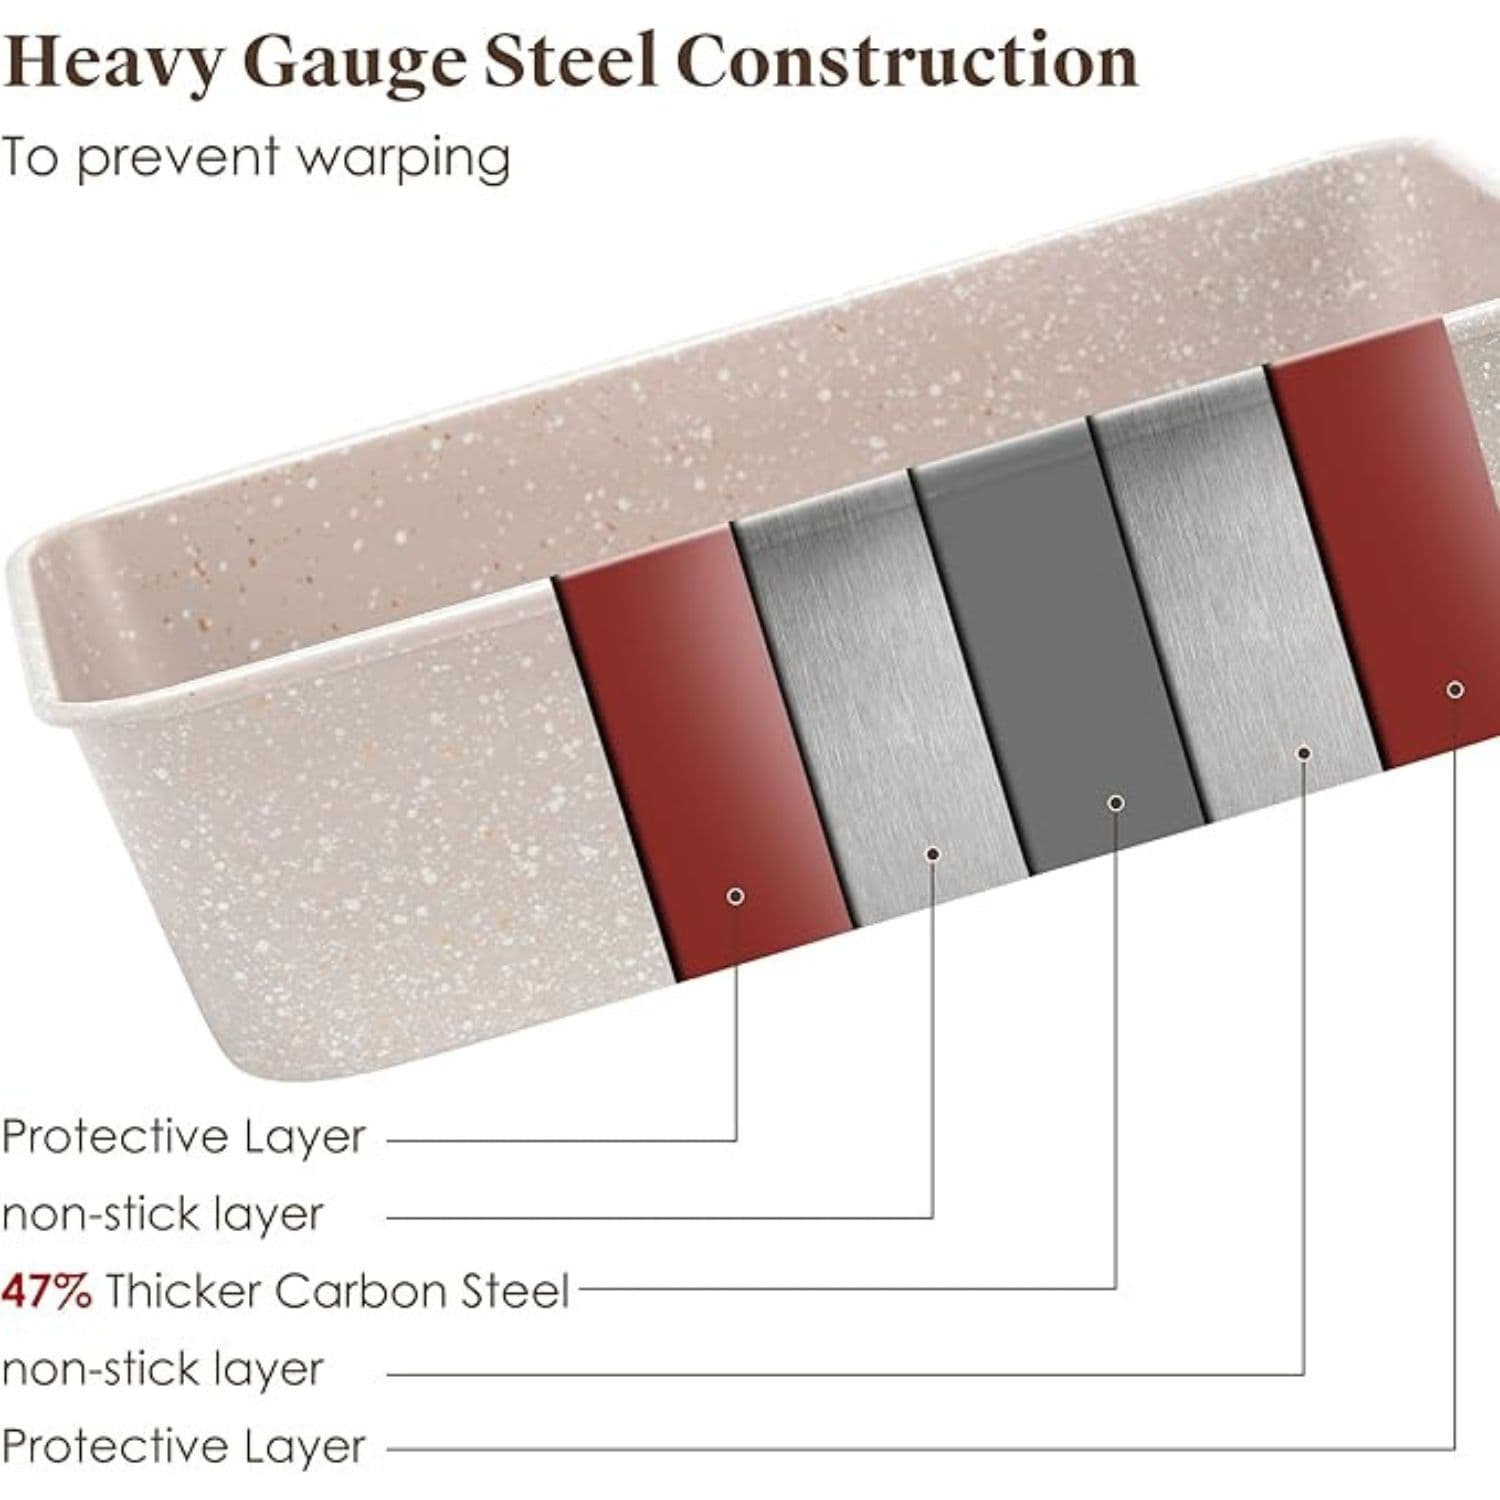 Heavy Gauge Steel Construction
To prevent warping
Protective Layer
non-stick layer
47% Thicker Carbon Steel
non-stick layer
Protective Layer